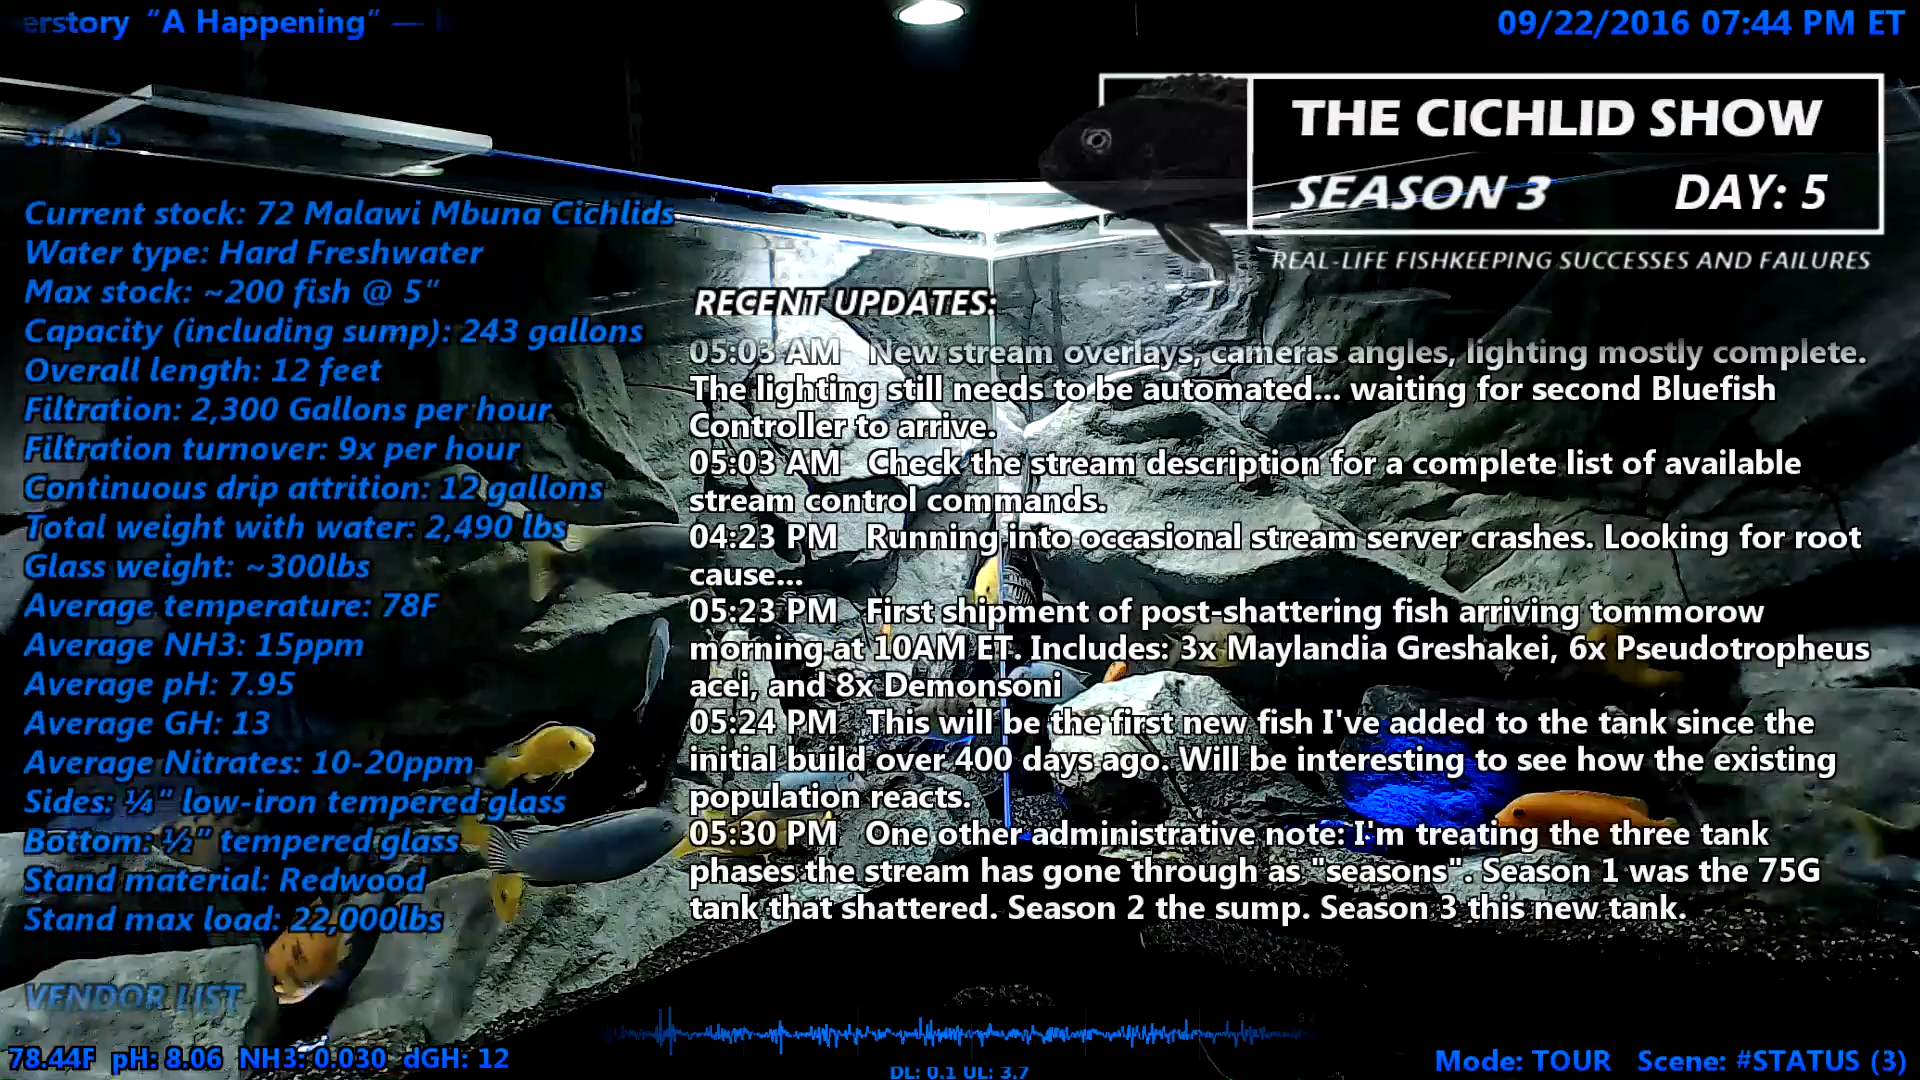 erstory “A Happening” —
09/22/2016 07:44 PM ET
THE CICHLID SHOW
SEASON 3 DAY: 5
REAL-LIFE FISHKEEPING SUCCESSES AND FAILURES
STATS
Current stock: 72 Malawi Mbuna Cichlids
Water type: Hard Freshwater
Max stock: ~200 fish @ 5"
Capacity (including sump): 243 gallons
Overall length: 12 feet
Filtration: 2,300 Gallons per hour
Filtration turnover: 9x per hour
Continuous drip attrition: 12 gallons
Total weight with water: 2,490 lbs
Glass weight: ~300lbs
Average temperature: 78F
Average NH3: 15ppm
Average pH: 7.95
Average GH: 13
Average Nitrates: 10-20ppm
Sides: ¼" low-iron tempered glass
Bottom: ½" tempered glass
Stand material: Redwood
Stand max load: 22,000lbs
VENDOR LIST
RECENT UPDATES:
05:03 AM New stream overlays, cameras angles, lighting mostly complete.
The lighting still needs to be automated... waiting for second Bluefish
Controller to arrive.
05:03 AM Check the stream description for a complete list of available
stream control commands.
04:23 PM Running into occasional stream server crashes. Looking for root
cause...
05:23 PM First shipment of post-shattering fish arriving tommorow
morning at 10AM ET. Includes: 3x Maylandia Greshakei, 6x Pseudotropheus
acei, and 8x Demonsoni
05:24 PM This will be the first new fish I've added to the tank since the
initial build over 400 days ago. Will be interesting to see how the existing
population reacts.
05:30 PM One other administrative note: I'm treating the three tank
phases the stream has gone through as "seasons". Season 1 was the 75G
tank that shattered. Season 2 the sump. Season 3 this new tank.
78.44F pH: 8.06 NH3: 0.030 dGH: 12
DL: 0.1 UL: 3.7
Mode: TOUR Scene: #STATUS (3)